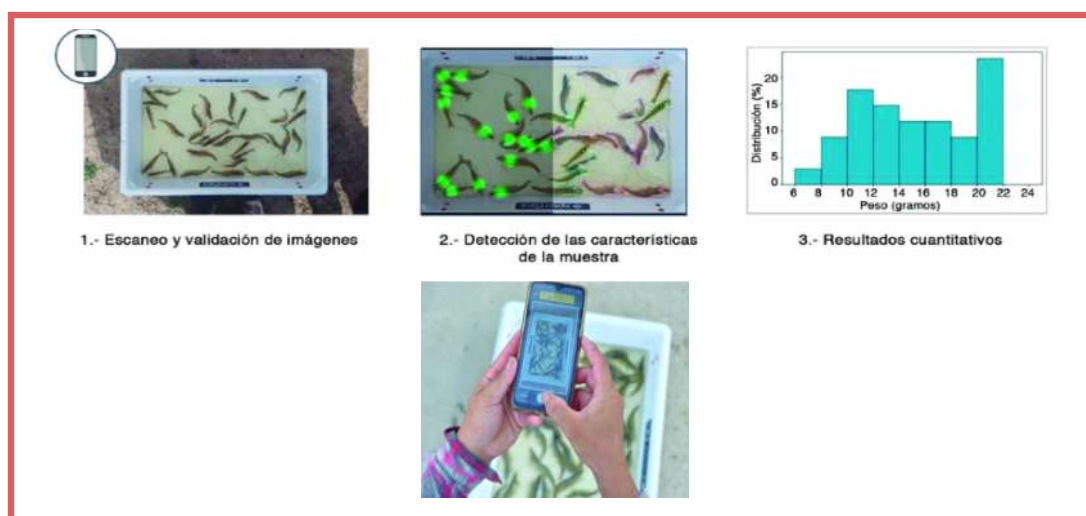 1.- Escaneo y validación de imágenes
2.- Detección de las características
de la muestra
Distribución (%)
20
15
10
5
0
6 8 10 12 14 16 18 20 22 24
Peso (gramos)
3.- Resultados cuantitativos